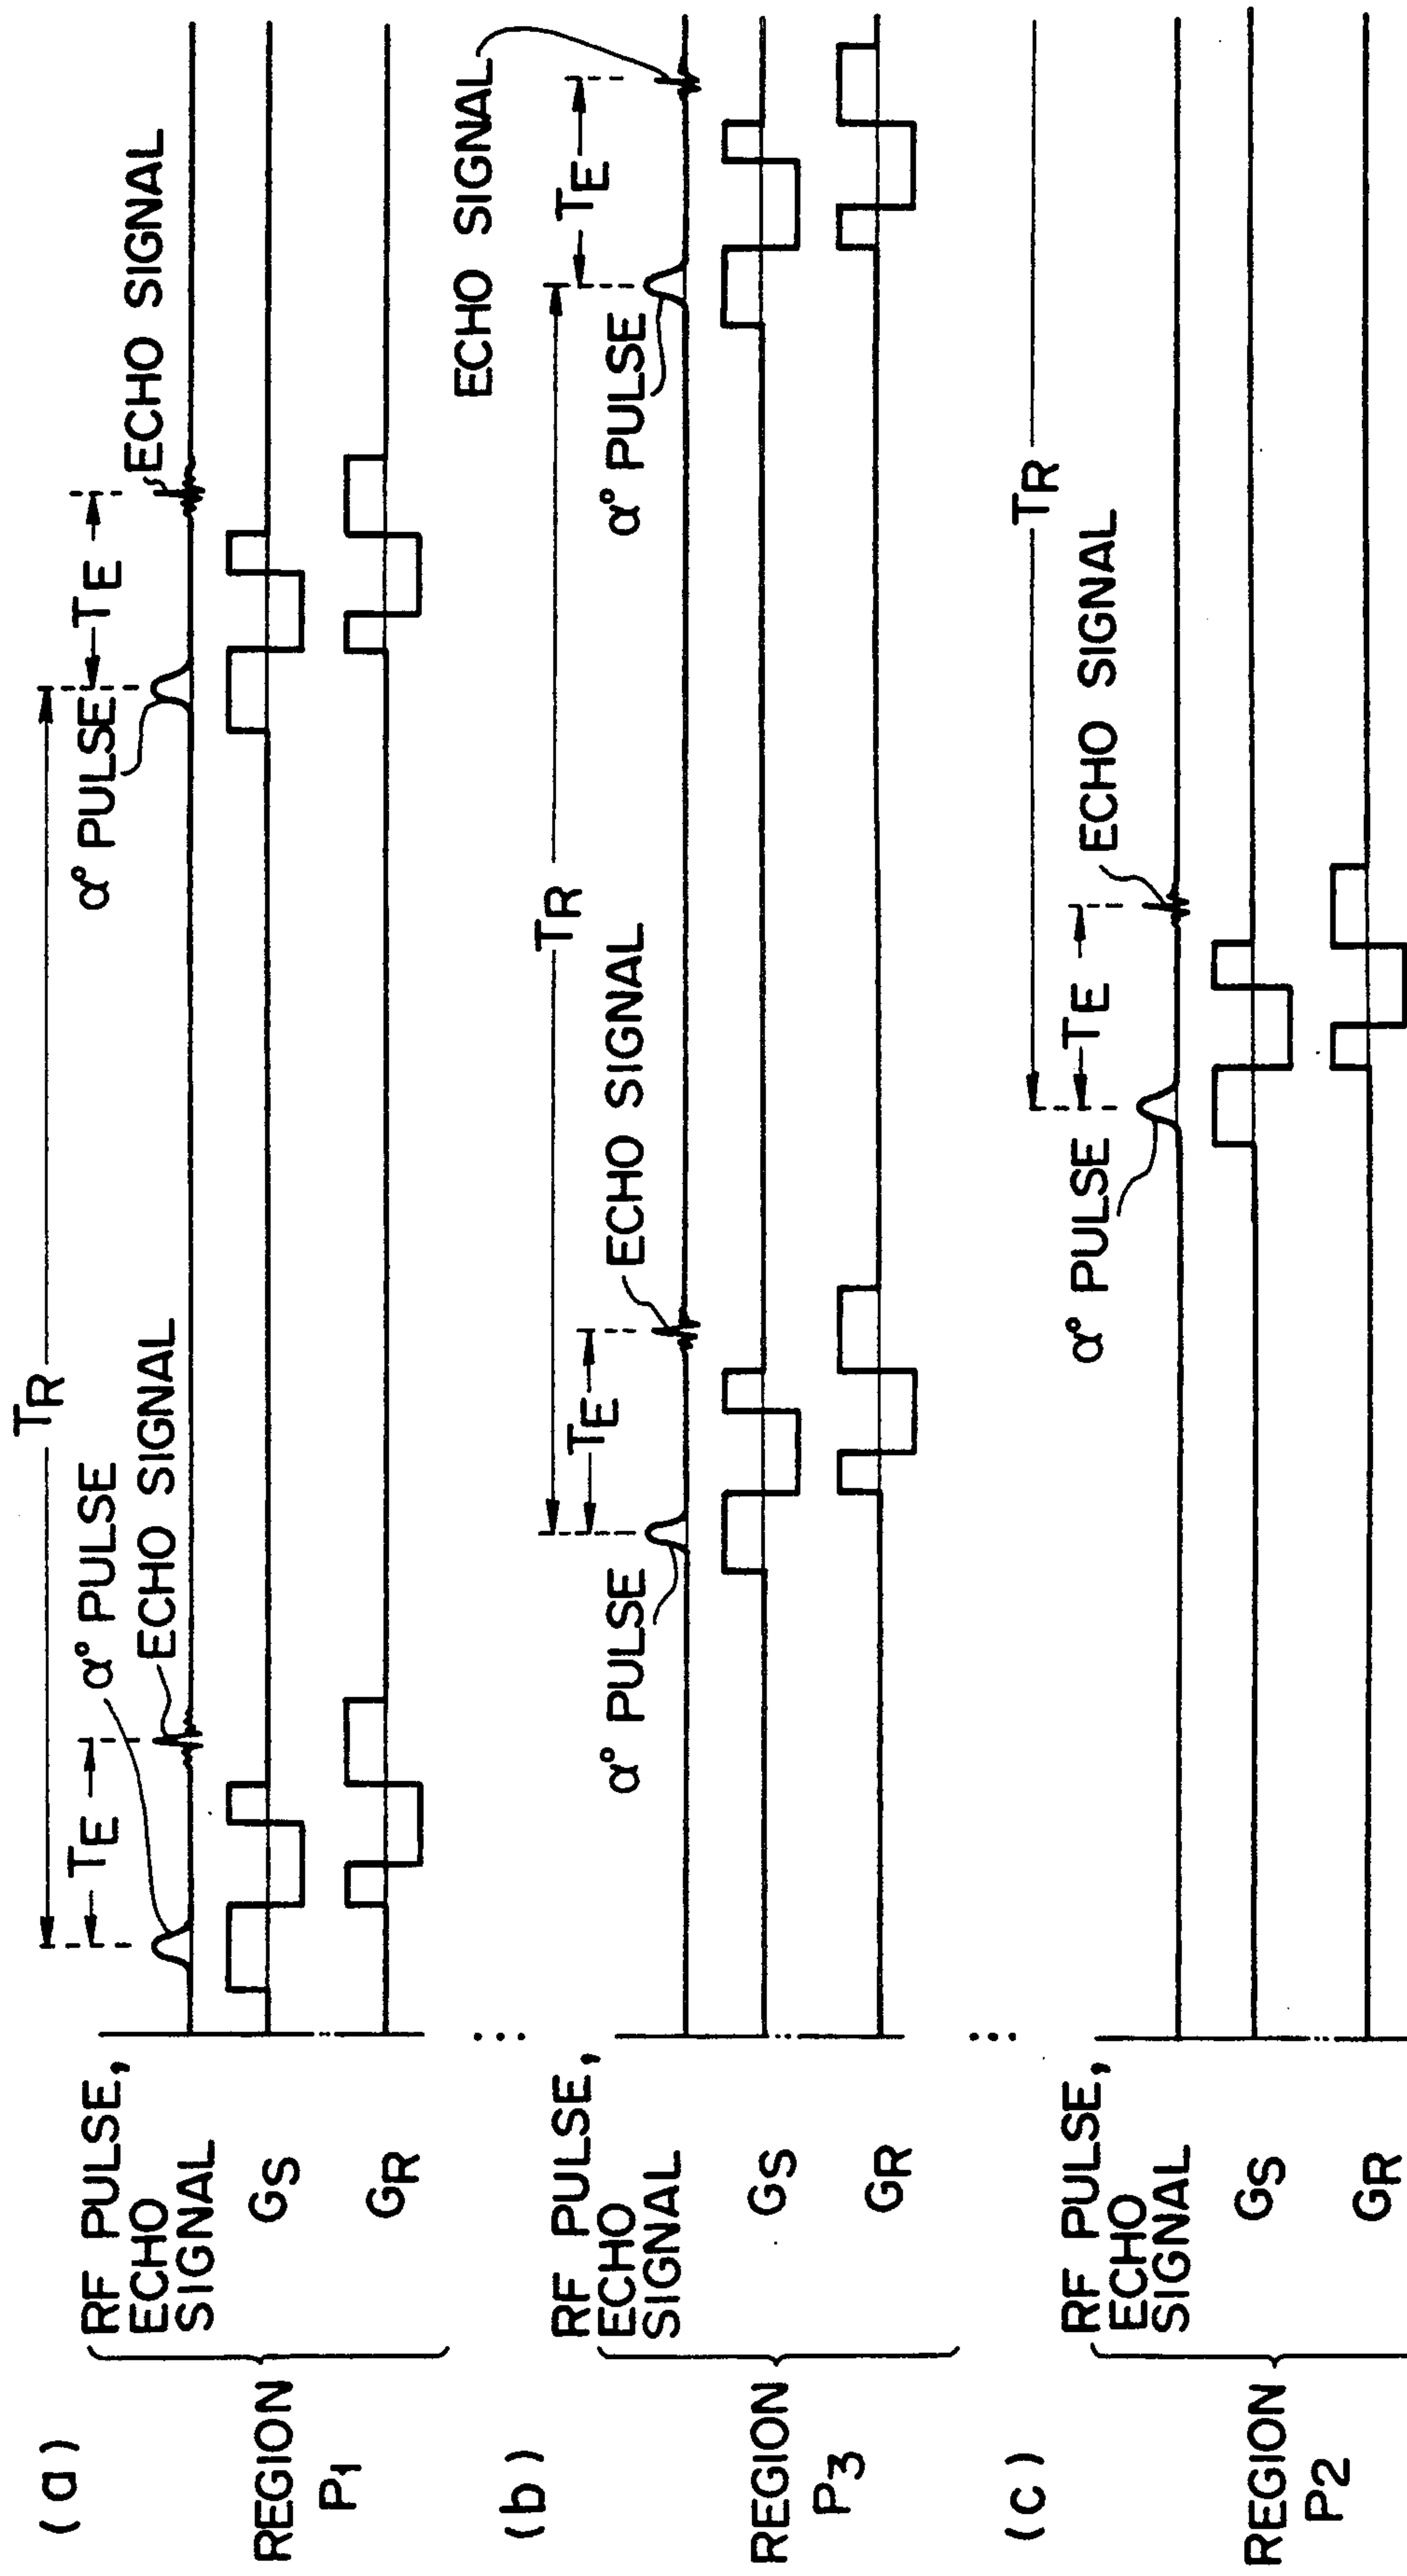 (a)
REGION
P1
RF PULSE,
ECHO
SIGNAL
GS
GR
TR
TE
α° PULSE
ECHO SIGNAL
α° PULSE
TE
ECHO SIGNAL
(b)
REGION
P3
RF PULSE,
ECHO
SIGNAL
GS
GR
TR
α° PULSE
TE
ECHO SIGNAL
α° PULSE
TE
ECHO SIGNAL
(c)
REGION
P2
RF PULSE,
ECHO
SIGNAL
GS
GR
TR
α° PULSE
TE
ECHO SIGNAL